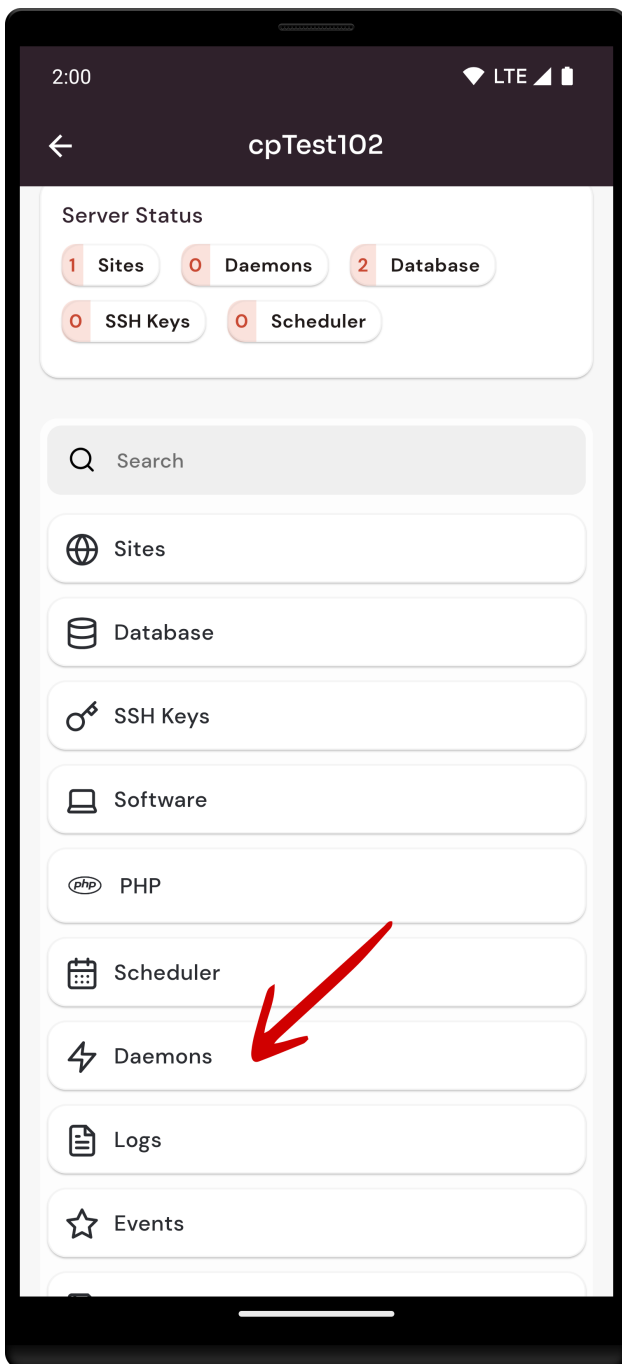 2:00 LTE
cpTest102
Server Status
1 Sites 0 Daemons 2 Database
0 SSH Keys 0 Scheduler
Search
Sites
Database
SSH Keys
Software
php PHP
Scheduler
Daemons
Logs
Events